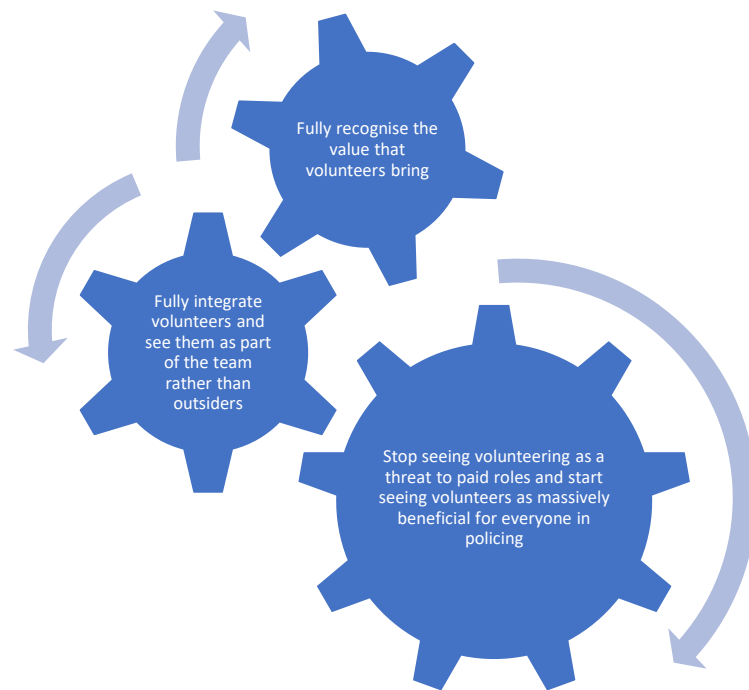 Fully recognise the
value that
volunteers bring
Fully integrate
volunteers and
see them as part
of the team
rather than
outsiders
Stop seeing volunteering as a
threat to paid roles and start
seeing volunteers as massively
beneficial for everyone in
policing